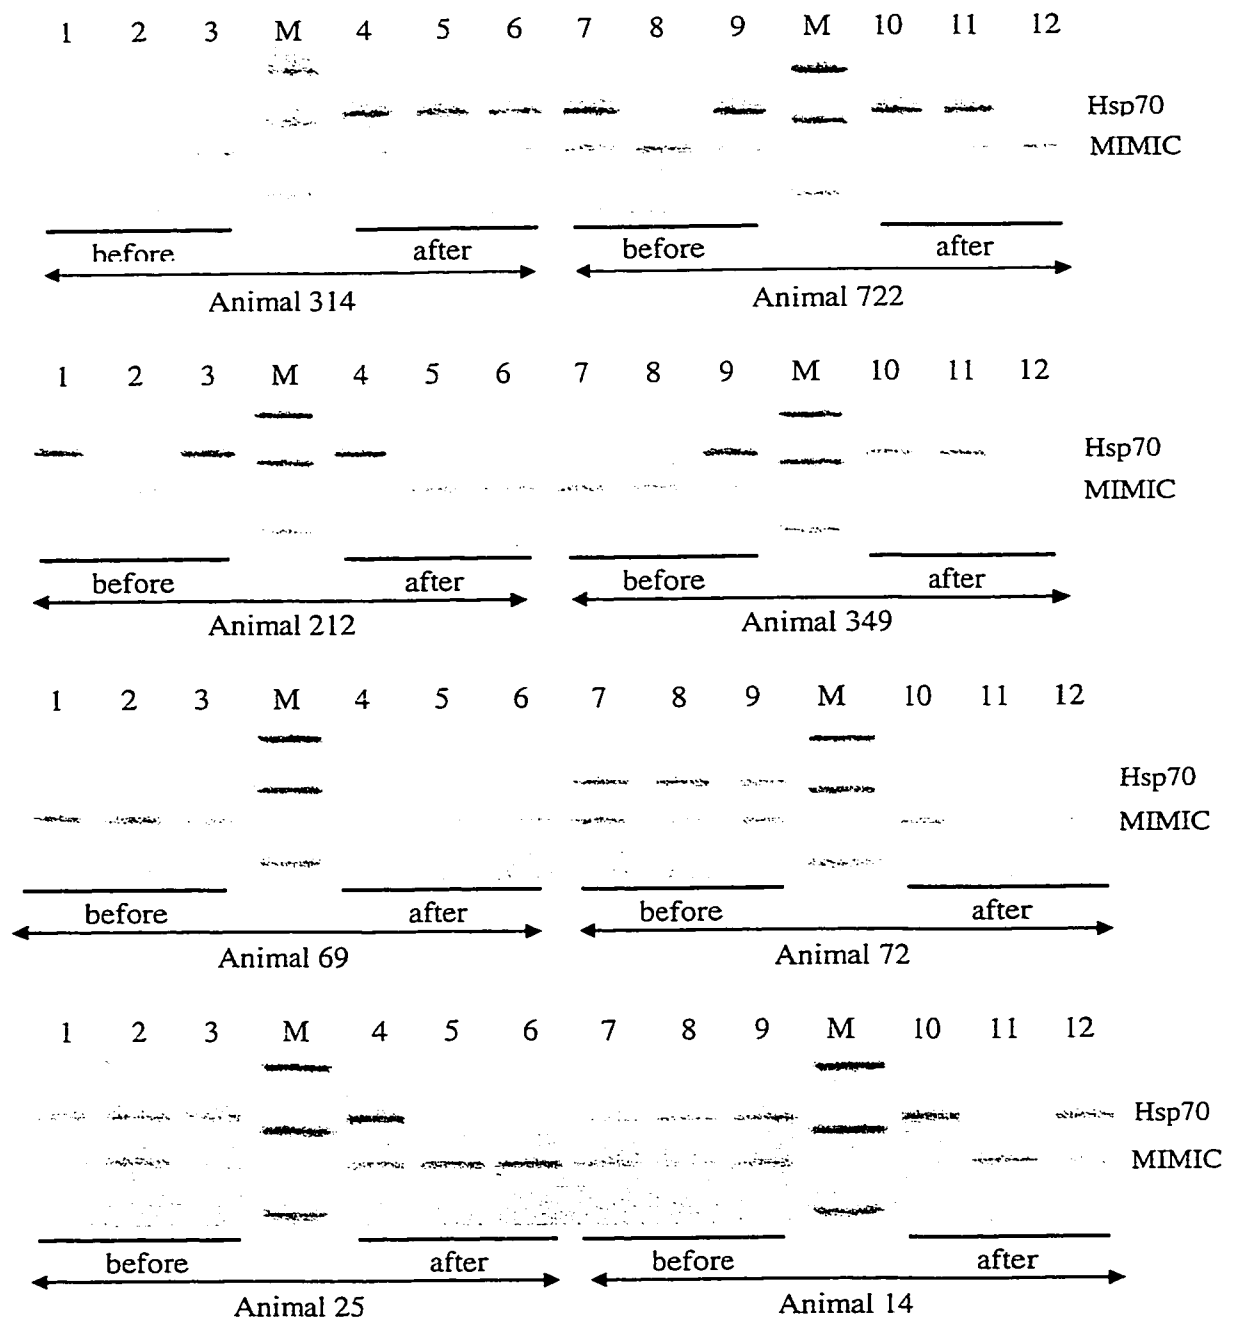 1 2 3 M 4 5 6 7 8 9 M 10 11 12
Hsp70
MIMIC
before after before after
Animal 314 Animal 722
1 2 3 M 4 5 6 7 8 9 M 10 11 12
Hsp70
MIMIC
before after before after
Animal 212 Animal 349
1 2 3 M 4 5 6 7 8 9 M 10 11 12
Hsp70
MIMIC
before after before after
Animal 69 Animal 72
1 2 3 M 4 5 6 7 8 9 M 10 11 12
Hsp70
MIMIC
before after before after
Animal 25 Animal 14